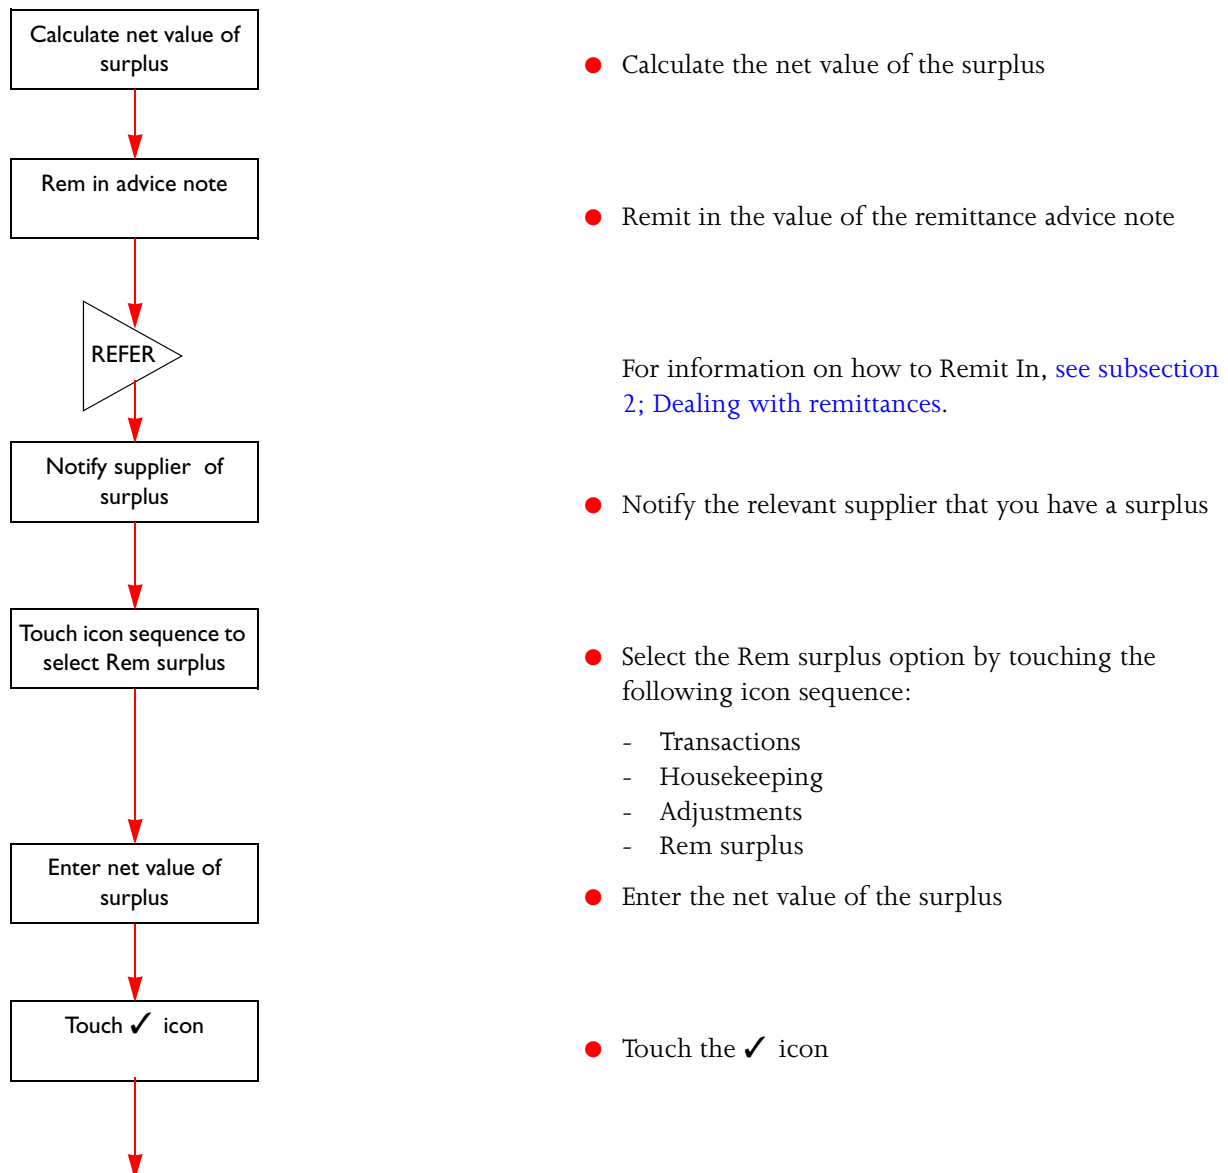 Calculate net value of
surplus
● Calculate the net value of the surplus
Rem in advice note
● Remit in the value of the remittance advice note
REFER
For information on how to Remit In, see subsection
2; Dealing with remittances.
Notify supplier of
surplus
● Notify the relevant supplier that you have a surplus
Touch icon sequence to
select Rem surplus
● Select the Rem surplus option by touching the
following icon sequence:
- Transactions
- Housekeeping
- Adjustments
- Rem surplus
Enter net value of
surplus
● Enter the net value of the surplus
Touch ✓ icon
● Touch the ✓ icon